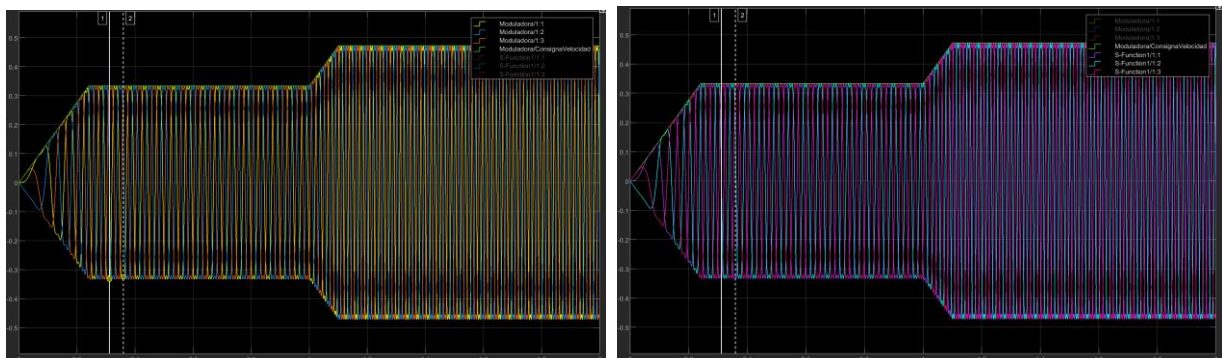 1
2
Moduladora/1:1
Moduladora/1:2
Moduladora/1:3
Moduladora/ConsignaVelocidad
S-Function1/1:1
S-Function1/1:2
S-Function1/1:3
0.5
0.4
0.3
0.2
0.1
0
-0.1
-0.2
-0.3
-0.4
-0.5
1
2
Moduladora/1:1
Moduladora/1:2
Moduladora/1:3
Moduladora/ConsignaVelocidad
S-Function1/1:1
S-Function1/1:2
S-Function1/1:3
0.5
0.4
0.3
0.2
0.1
0
-0.1
-0.2
-0.3
-0.4
-0.5